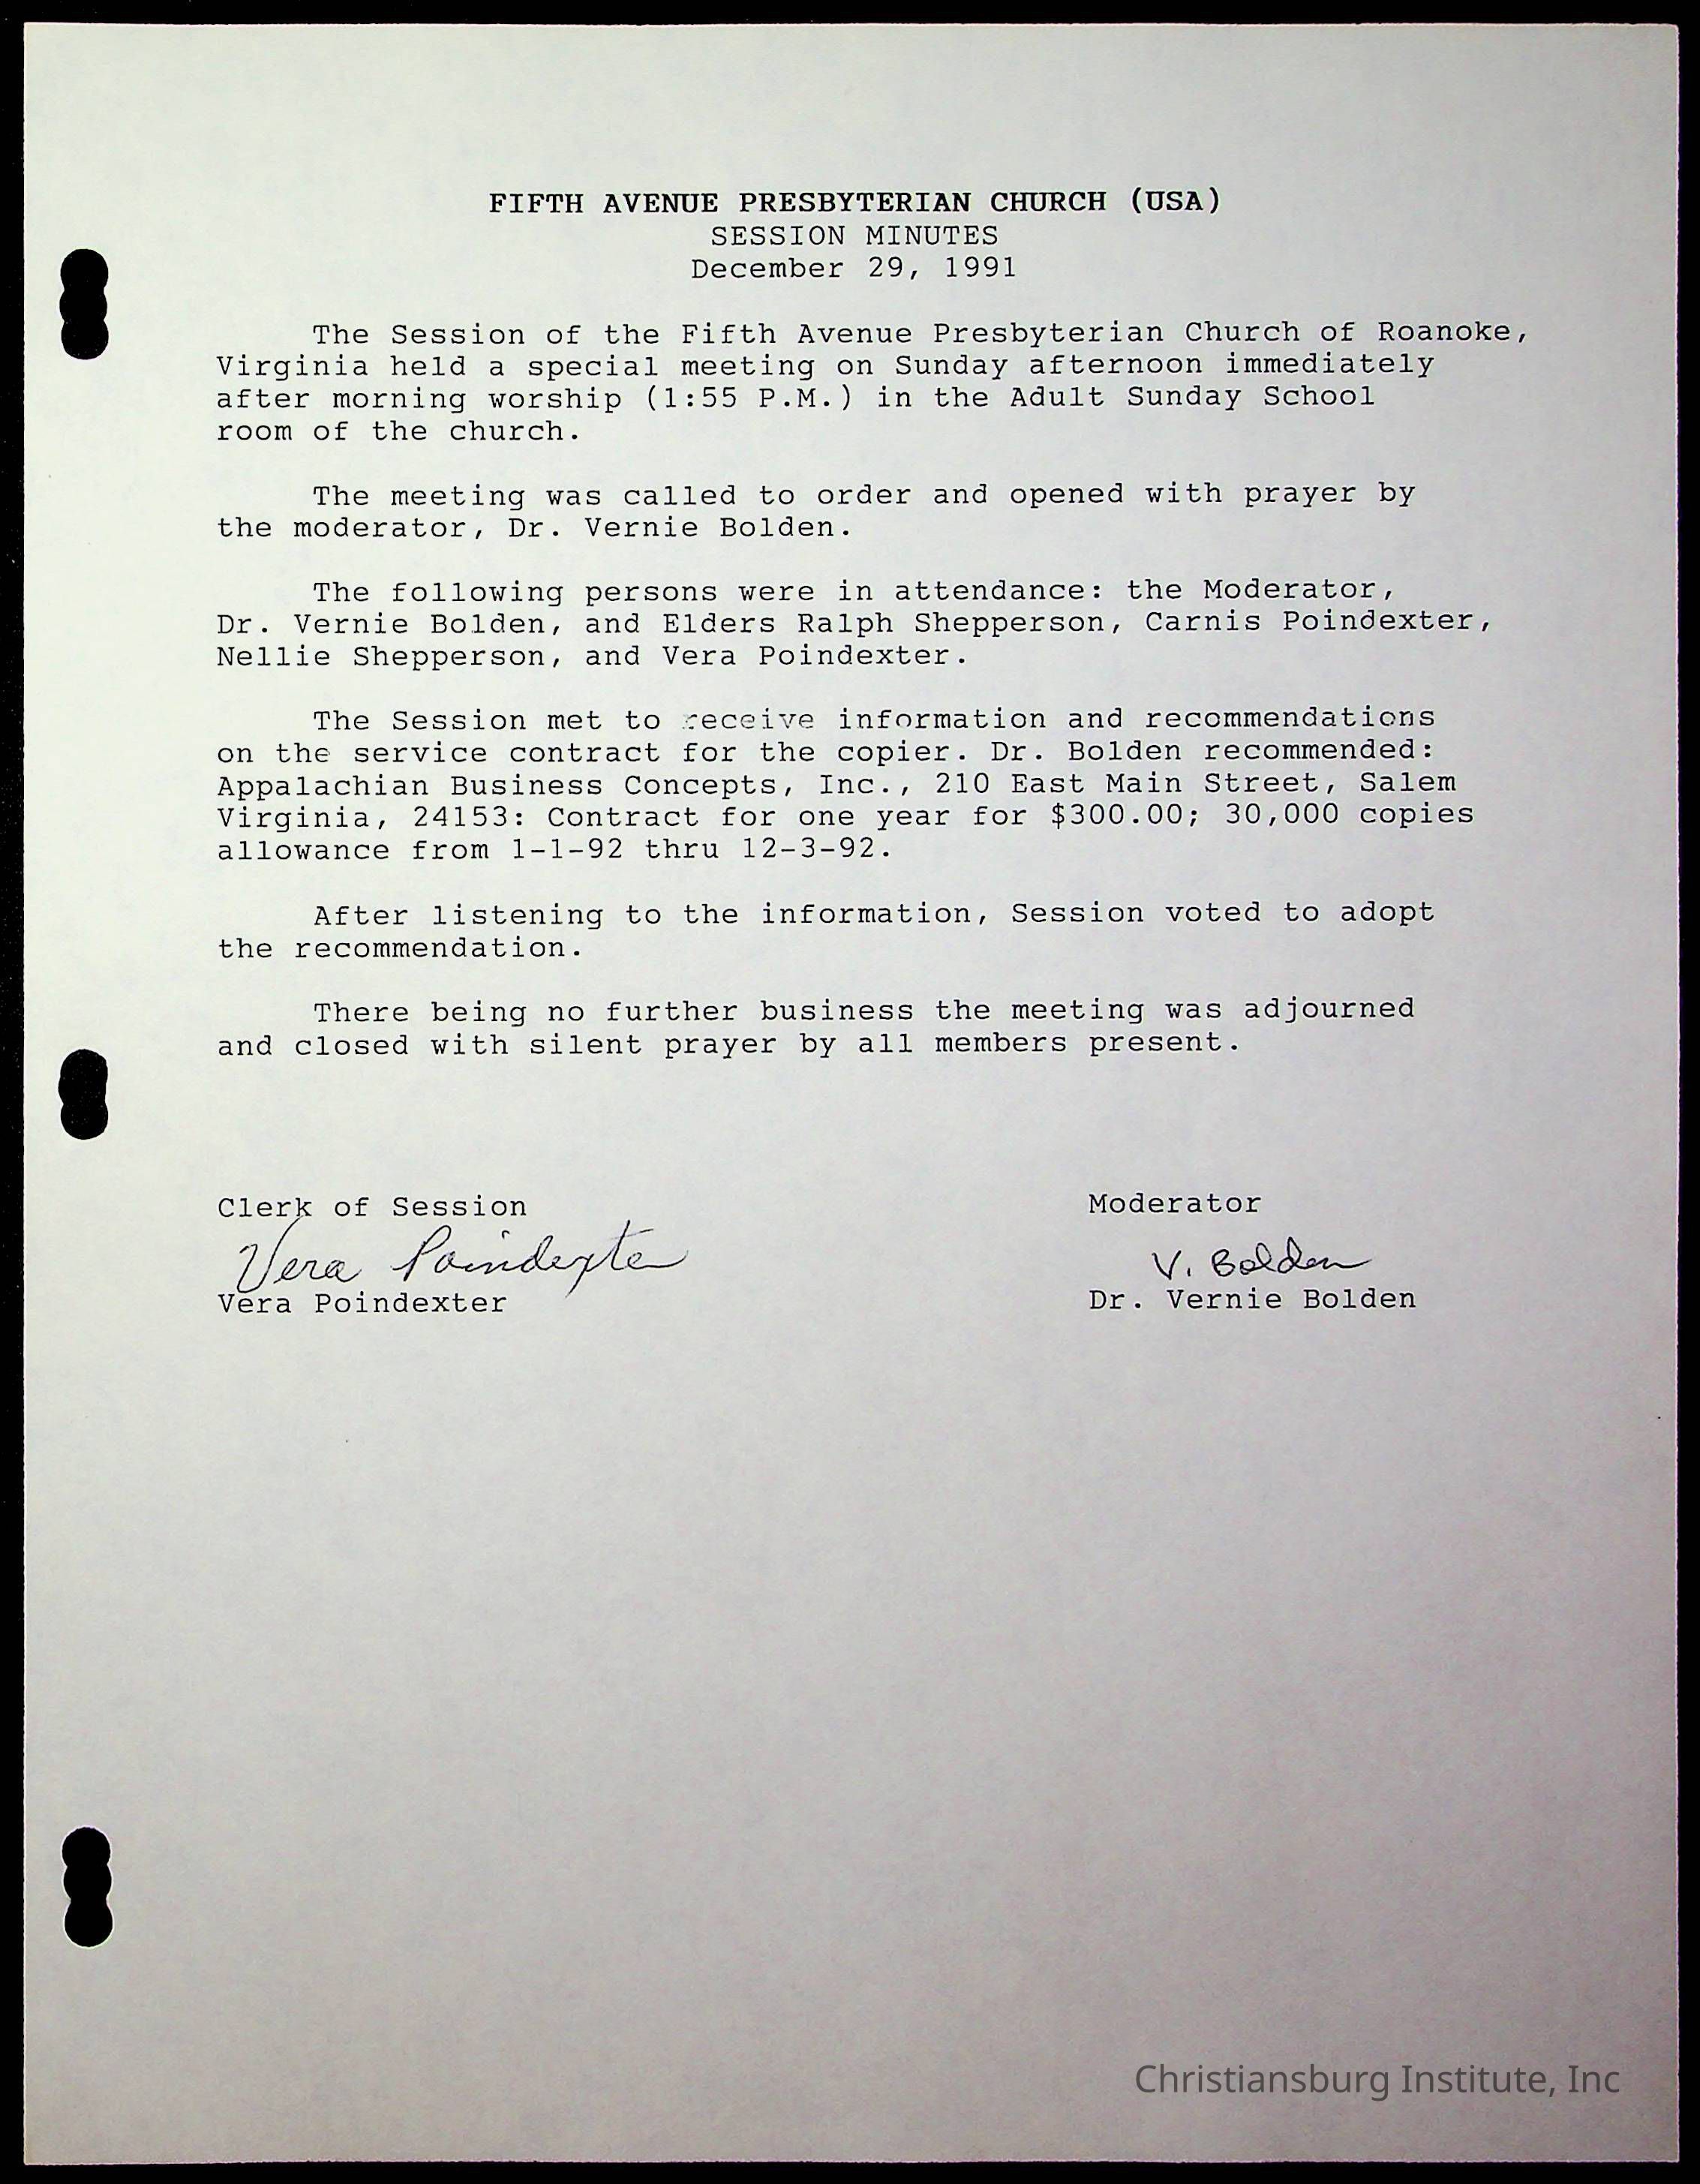 FIFTH AVENUE PRESBYTERIAN CHURCH (USA)
SESSION MINUTES
December 29, 1991
The Session of the Fifth Avenue Presbyterian Church of Roanoke,
Virginia held a special meeting on Sunday afternoon immediately
after morning worship (1:55 P.M.) in the Adult Sunday School
room of the church.
The meeting was called to order and opened with prayer by
the moderator, Dr. Vernie Bolden.
The following persons were in attendance: the Moderator,
Dr. Vernie Bolden, and Elders Ralph Shepperson, Carnis Poindexter,
Nellie Shepperson, and Vera Poindexter.
The Session met to receive information and recommendations
on the service contract for the copier. Dr. Bolden recommended:
Appalachian Business Concepts, Inc., 210 East Main Street, Salem
Virginia, 24153: Contract for one year for $300.00; 30,000 copies
allowance from 1-1-92 thru 12-3-92.
After listening to the information, Session voted to adopt
the recommendation.
There being no further business the meeting was adjourned
and closed with silent prayer by all members present.
Clerk of Session
Vera Poindexter
Vera Poindexter
Moderator
V. Bolden
Dr. Vernie Bolden
Christiansburg Institute, Inc